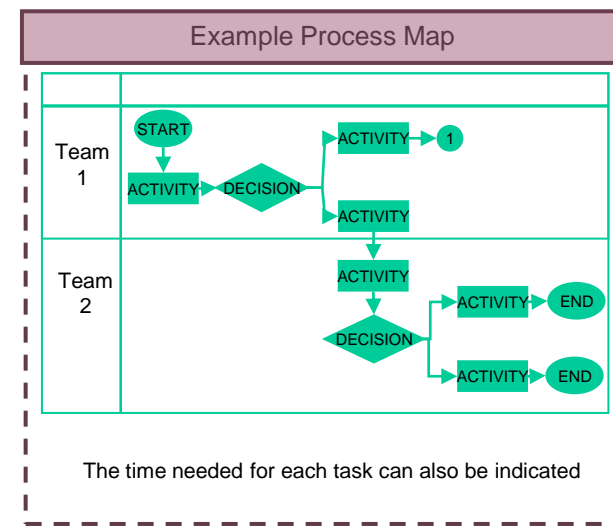 Example Process Map
START
Team
1
ACTIVITY
1
ACTIVITY
DECISION
ACTIVITY
Team
2
ACTIVITY
DECISION
ACTIVITY
END
ACTIVITY
END
The time needed for each task can also be indicated